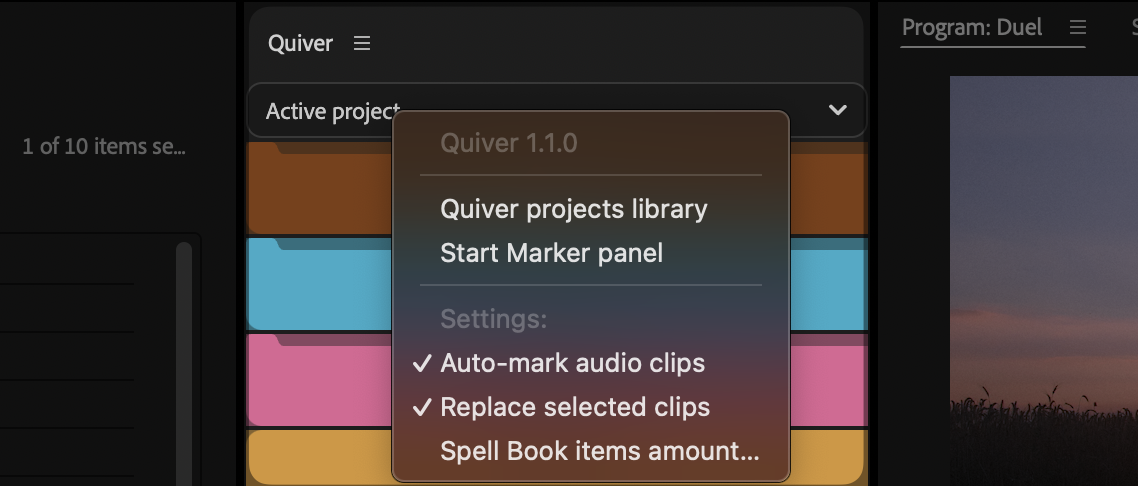 Quiver
Program: Duel
Active project
1 of 10 items se...
Quiver 1.1.0
Quiver projects library
Start Marker panel
Settings:
✓ Auto-mark audio clips
✓ Replace selected clips
Spell Book items amount...